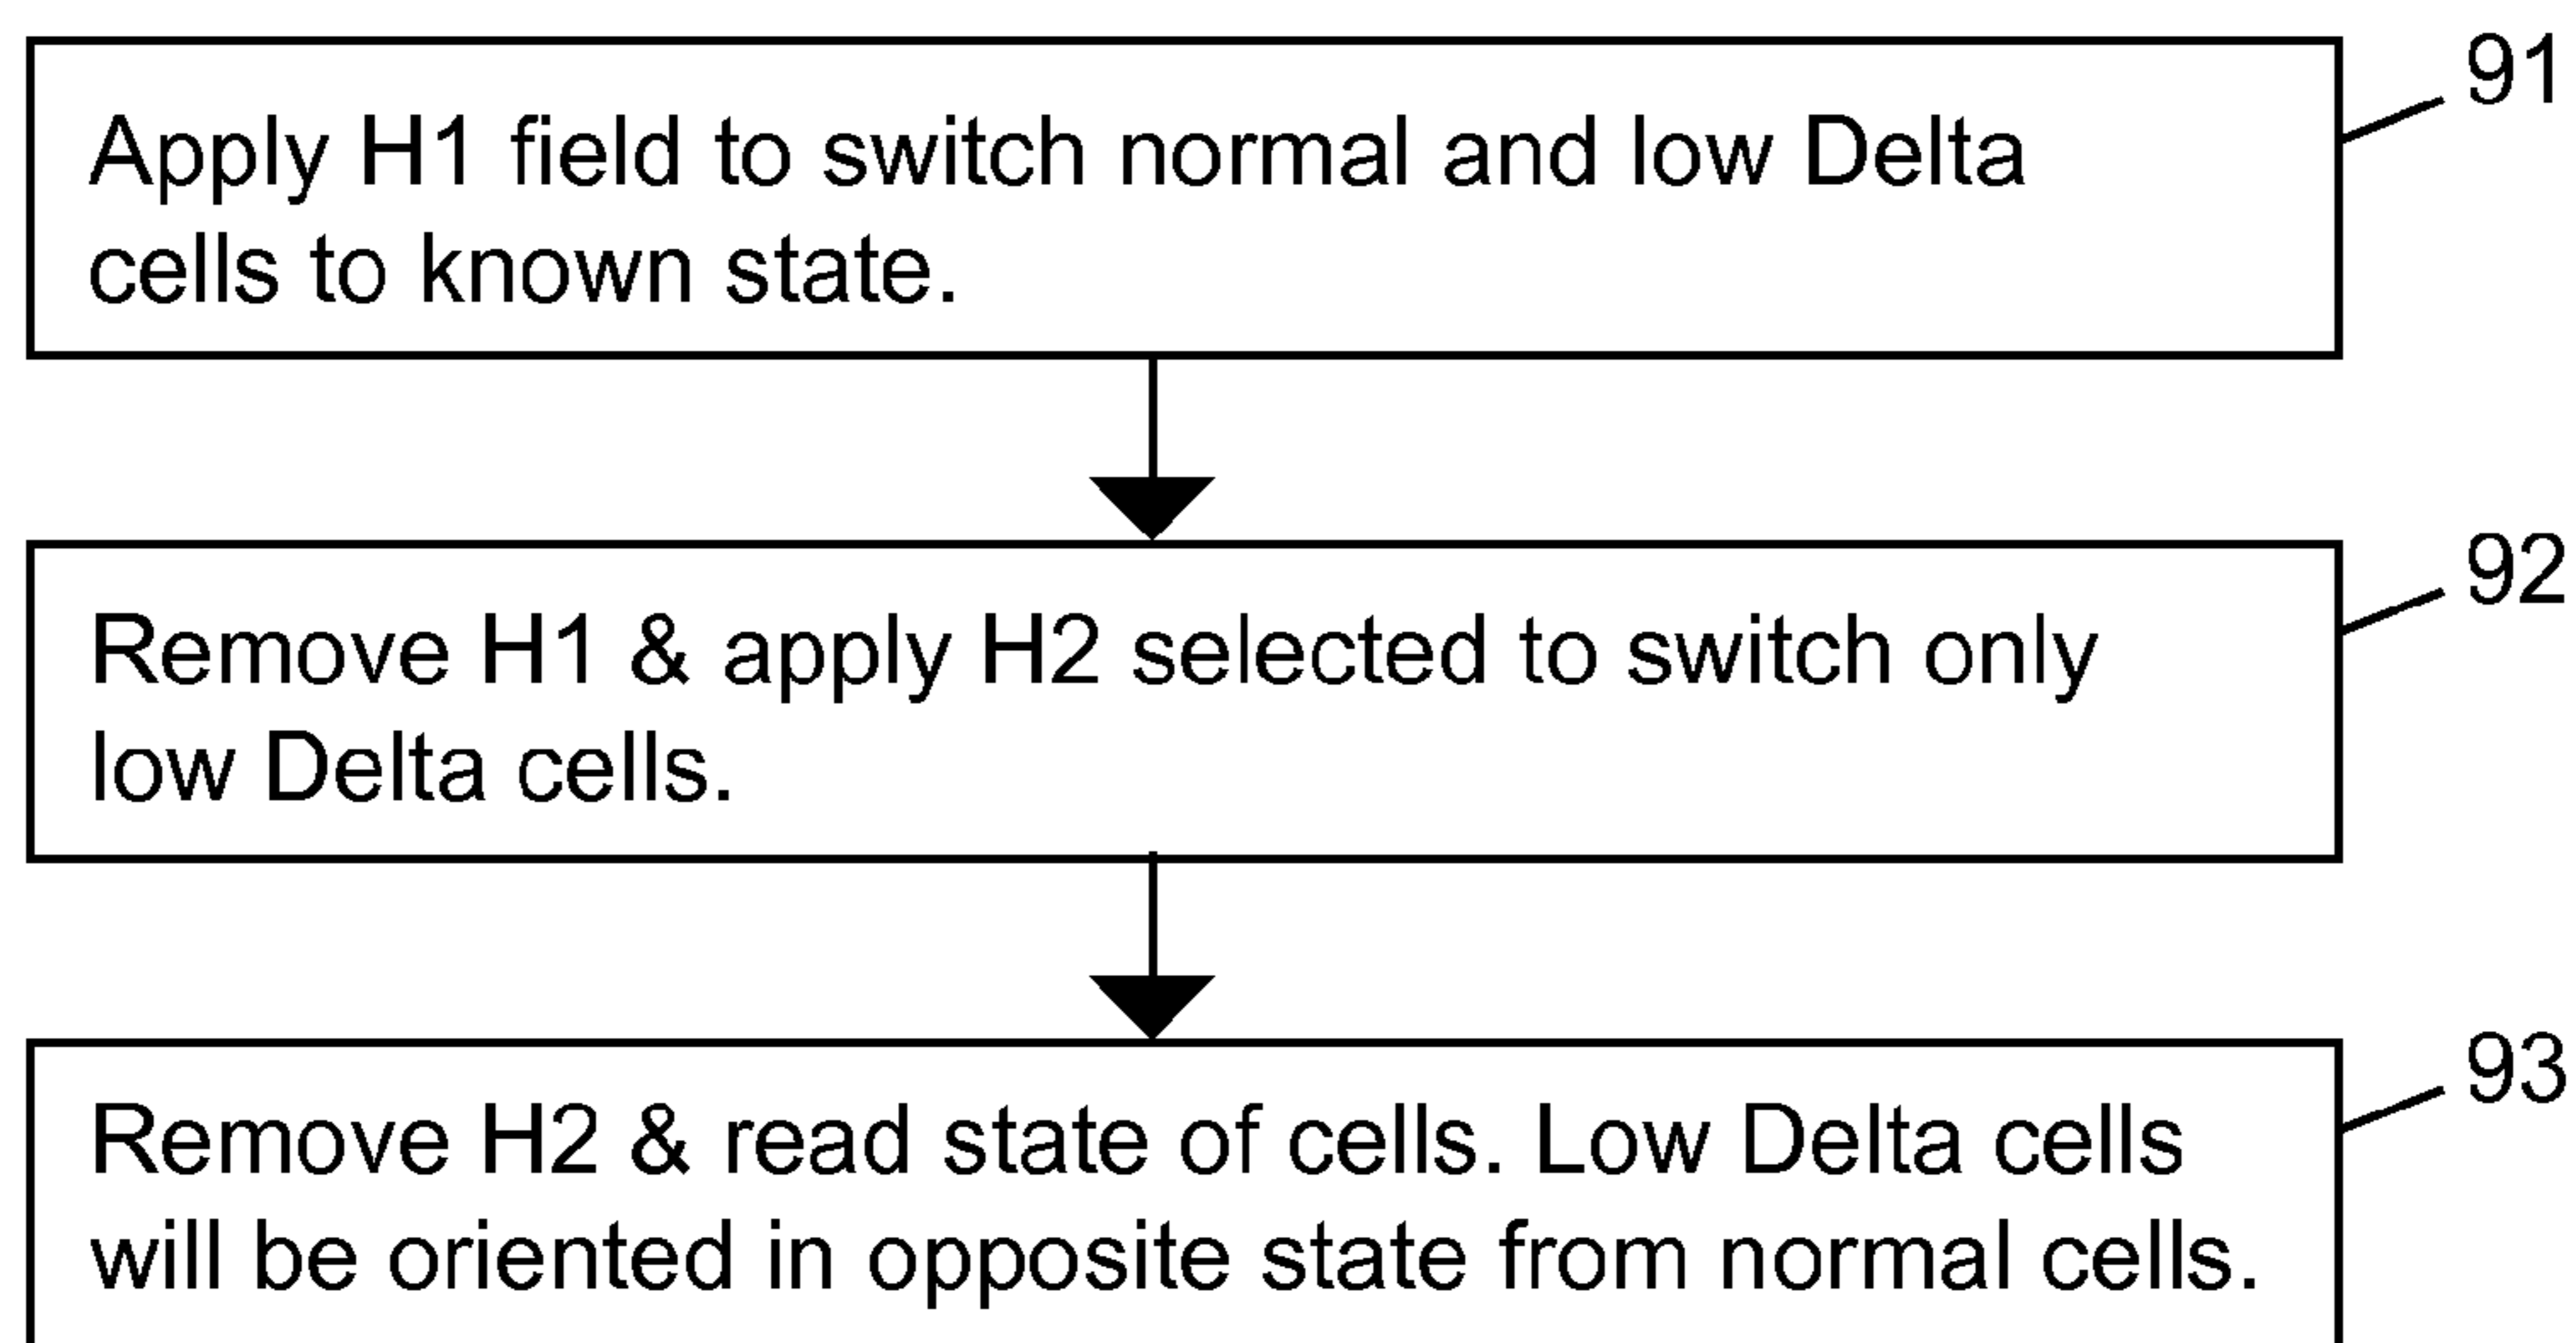 91
Apply H1 field to switch normal and low Delta
cells to known state.
92
Remove H1 & apply H2 selected to switch only
low Delta cells.
93
Remove H2 & read state of cells. Low Delta cells
will be oriented in opposite state from normal cells.